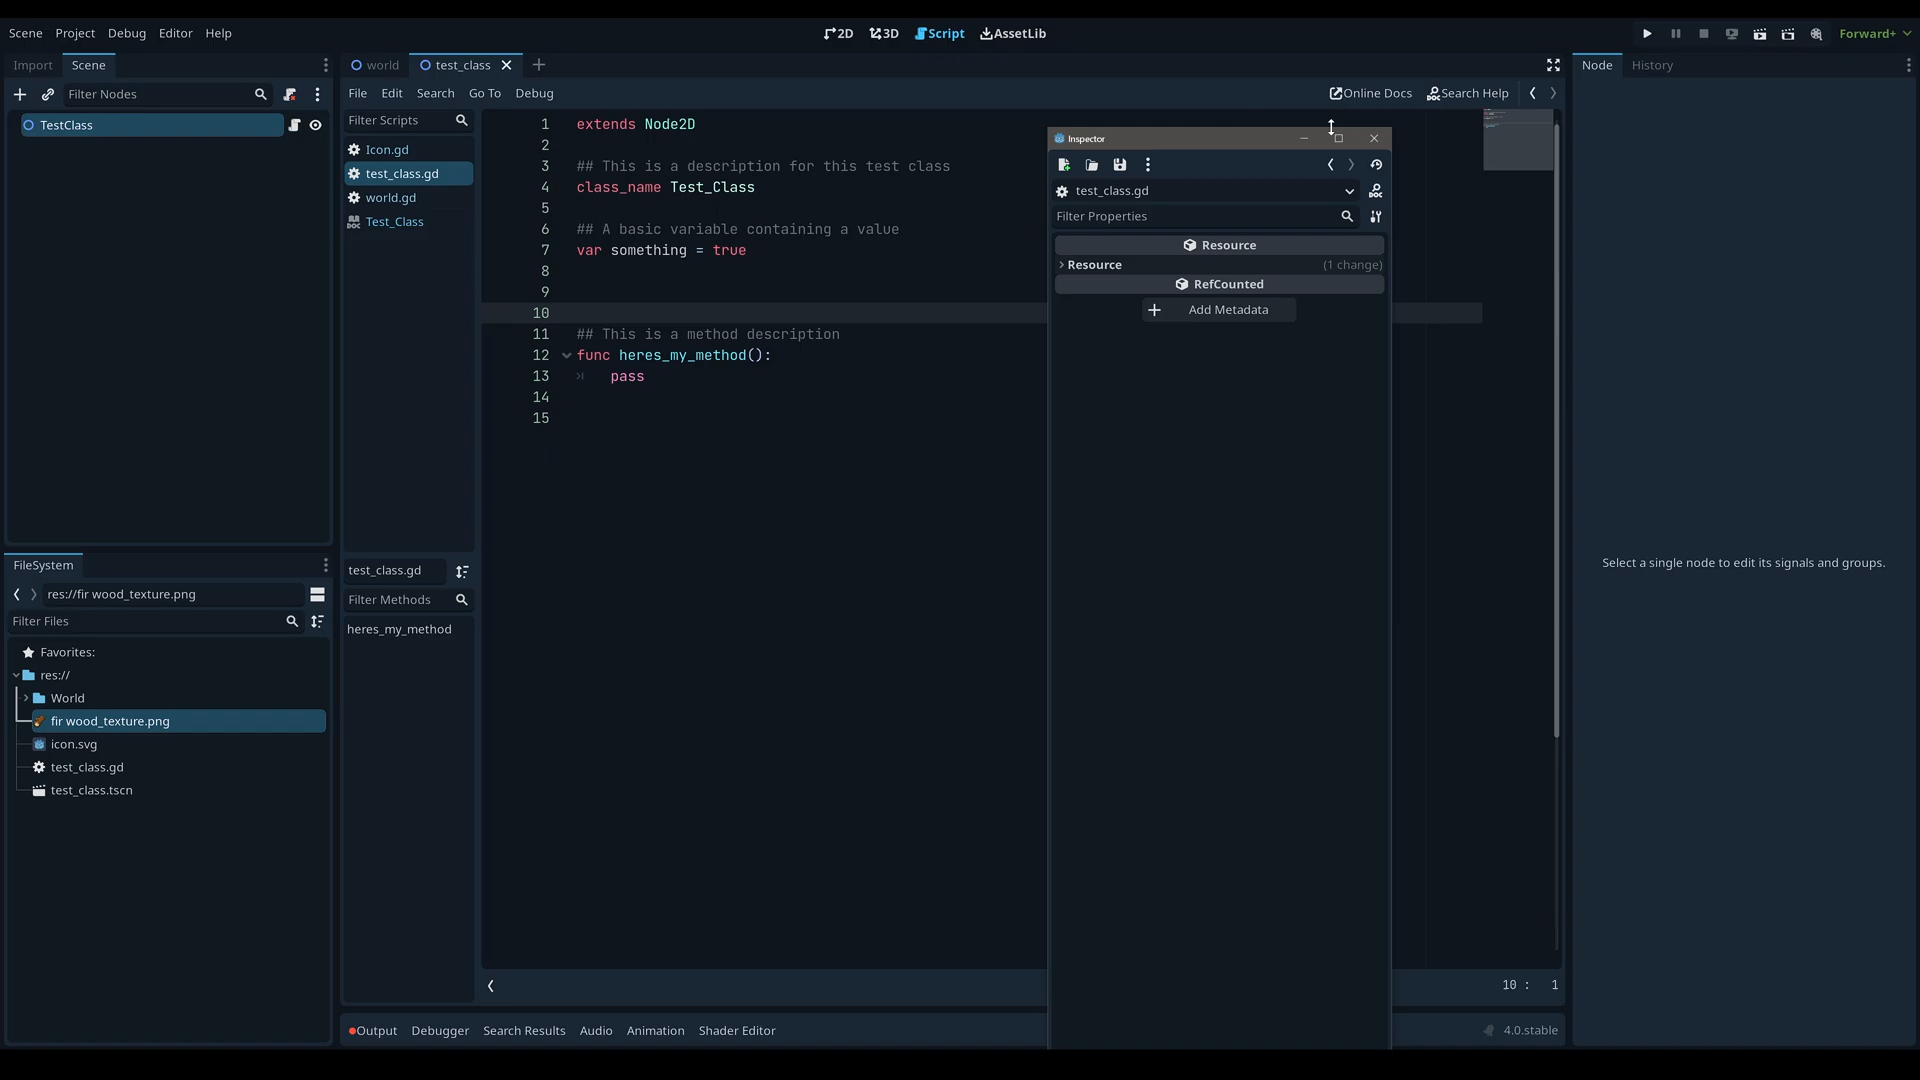 Scene Project Debug Editor Help
2D 3D Script AssetLib
Forward+
Import Scene
Filter Nodes
TestClass
FileSystem
res://fir wood_texture.png
Filter Files
Favorites:
res://
World
fir wood_texture.png
icon.svg
test_class.gd
test_class.tscn
world test_class
File Edit Search Go To Debug
Online Docs Search Help
Filter Scripts
Icon.gd
test_class.gd
world.gd
Test_Class
test_class.gd
Filter Methods
heres_my_method
1 extends Node2D
2
3 ## This is a description for this test class
4 class_name Test_Class
5
6 ## A basic variable containing a value
7 var something = true
8
9
10
11 ## This is a method description
12 func heres_my_method():
13 pass
14
15
10 : 1
Output Debugger Search Results Audio Animation Shader Editor
4.0.stable
Inspector
test_class.gd
Filter Properties
Resource
Resource (1 change)
RefCounted
Add Metadata
Node History
Select a single node to edit its signals and groups.